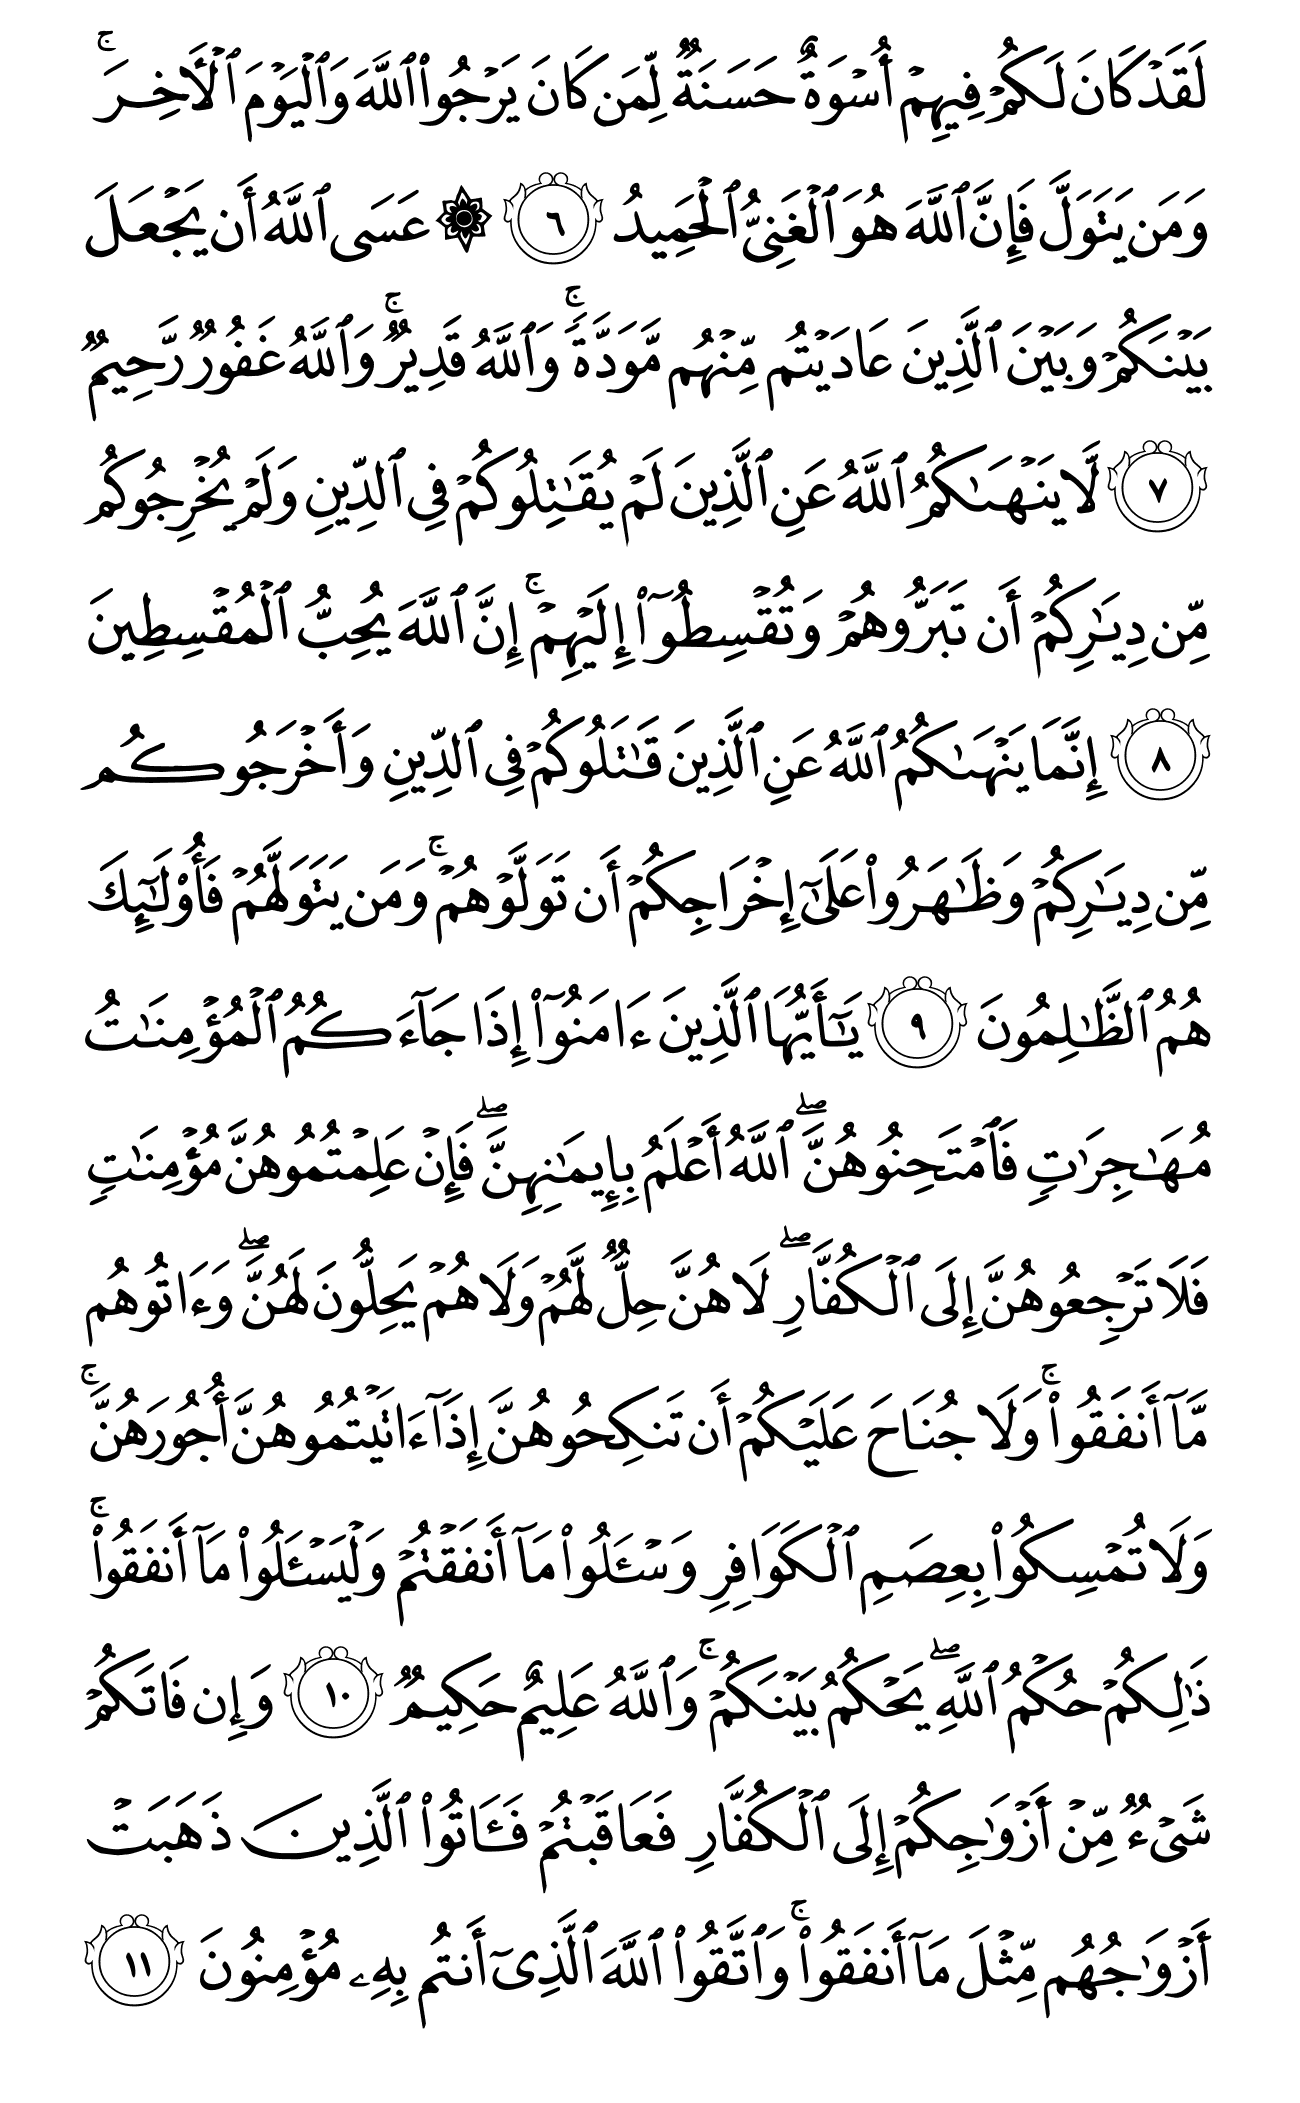 لَقَدْ كَانَ لَكُمْ فِيهِمْ أُسْوَةٌ حَسَنَةٌ لِّمَن كَانَ يَرْجُوا۟ ٱللَّهَ وَٱلْيَوْمَ ٱلْـَٔاخِرَ ۚ
وَمَن يَتَوَلَّ فَإِنَّ ٱللَّهَ هُوَ ٱلْغَنِىُّ ٱلْحَمِيدُ ٦ ۞ عَسَى ٱللَّهُ أَن يَجْعَلَ
بَيْنَكُمْ وَبَيْنَ ٱلَّذِينَ عَادَيْتُم مِّنْهُم مَّوَدَّةً ۚ وَٱللَّهُ قَدِيرٌ ۚ وَٱللَّهُ غَفُورٌ رَّحِيمٌ
٧ لَّا يَنْهَىٰكُمُ ٱللَّهُ عَنِ ٱلَّذِينَ لَمْ يُقَـٰتِلُوكُمْ فِى ٱلدِّينِ وَلَمْ يُخْرِجُوكُم
مِّن دِيَـٰرِكُمْ أَن تَبَرُّوهُمْ وَتُقْسِطُوٓا۟ إِلَيْهِمْ ۚ إِنَّ ٱللَّهَ يُحِبُّ ٱلْمُقْسِطِينَ
٨ إِنَّمَا يَنْهَىٰكُمُ ٱللَّهُ عَنِ ٱلَّذِينَ قَـٰتَلُوكُمْ فِى ٱلدِّينِ وَأَخْرَجُوكُم
مِّن دِيَـٰرِكُمْ وَظَـٰهَرُوا۟ عَلَىٰٓ إِخْرَاجِكُمْ أَن تَوَلَّوْهُمْ ۚ وَمَن يَتَوَلَّهُمْ فَأُو۟لَـٰٓئِكَ
هُمُ ٱلظَّـٰلِمُونَ ٩ يَـٰٓأَيُّهَا ٱلَّذِينَ ءَامَنُوٓا۟ إِذَا جَآءَكُمُ ٱلْمُؤْمِنَـٰتُ
مُهَـٰجِرَٰتٍ فَٱمْتَحِنُوهُنَّ ۖ ٱللَّهُ أَعْلَمُ بِإِيمَـٰنِهِنَّ ۖ فَإِنْ عَلِمْتُمُوهُنَّ مُؤْمِنَـٰتٍ
فَلَا تَرْجِعُوهُنَّ إِلَى ٱلْكُفَّارِ ۖ لَا هُنَّ حِلٌّ لَّهُمْ وَلَا هُمْ يَحِلُّونَ لَهُنَّ ۖ وَءَاتُوهُم
مَّآ أَنفَقُوا۟ ۚ وَلَا جُنَاحَ عَلَيْكُمْ أَن تَنكِحُوهُنَّ إِذَآ ءَاتَيْتُمُوهُنَّ أُجُورَهُنَّ ۚ
وَلَا تُمْسِكُوا۟ بِعِصَمِ ٱلْكَوَافِرِ وَسْـَٔلُوا۟ مَآ أَنفَقْتُمْ وَلْيَسْـَٔلُوا۟ مَآ أَنفَقُوا۟ ۚ
ذَٰلِكُمْ حُكْمُ ٱللَّهِ ۖ يَحْكُمُ بَيْنَكُمْ ۚ وَٱللَّهُ عَلِيمٌ حَكِيمٌ ١٠ وَإِن فَاتَكُمْ
شَىْءٌ مِّنْ أَزْوَٰجِكُمْ إِلَى ٱلْكُفَّارِ فَعَاقَبْتُمْ فَـَٔاتُوا۟ ٱلَّذِينَ ذَهَبَتْ
أَزْوَٰجُهُم مِّثْلَ مَآ أَنفَقُوا۟ ۚ وَٱتَّقُوا۟ ٱللَّهَ ٱلَّذِىٓ أَنتُم بِهِۦ مُؤْمِنُونَ ١١